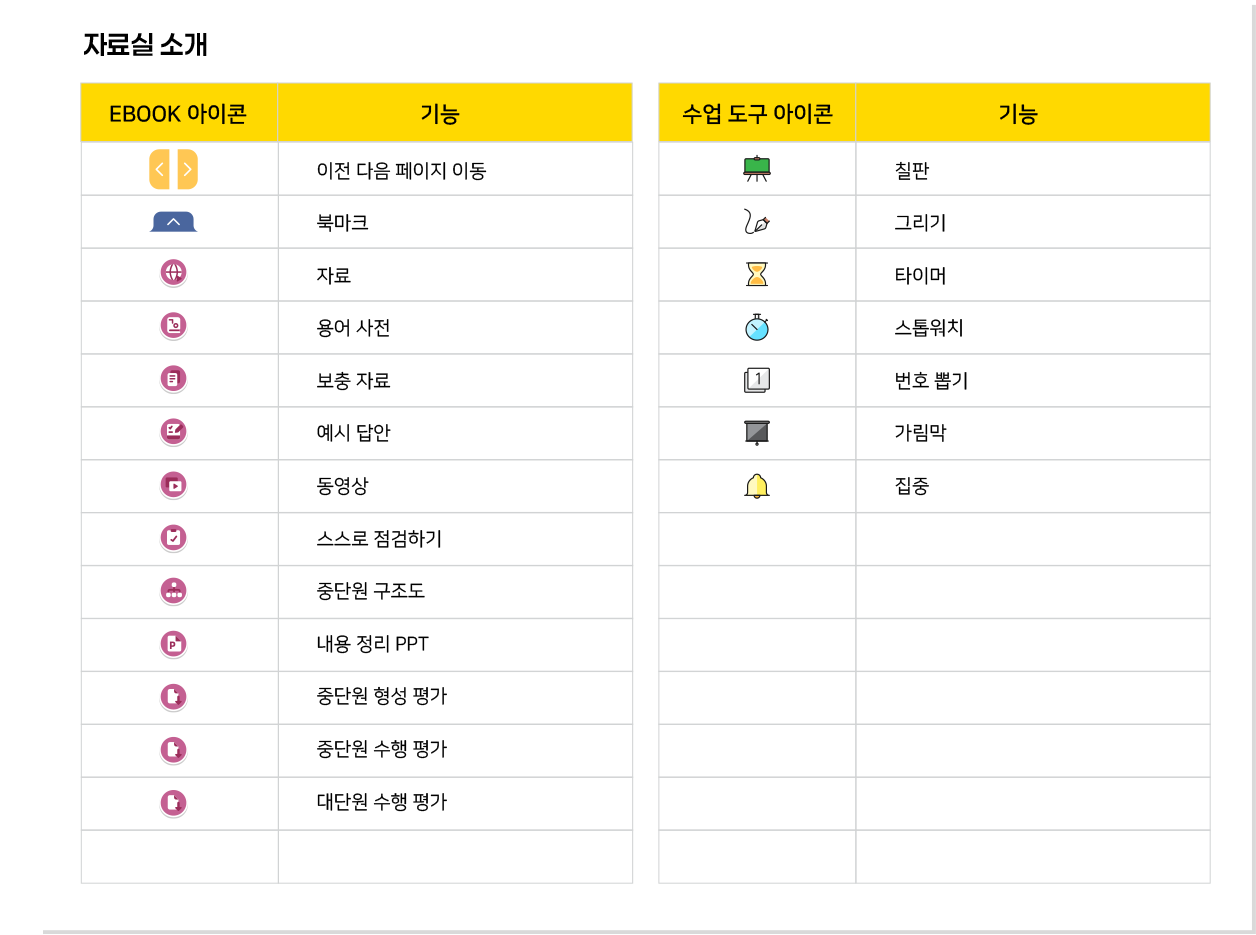 자료실 소개
EBOOK 아이콘 기능
이전 다음 페이지 이동
북마크
자료
용어 사전
보충 자료
예시 답안
동영상
스스로 점검하기
중단원 구조도
P 내용 정리 PPT
중단원 형성 평가
중단원 수행 평가
대단원 수행 평가
수업 도구 아이콘 기능
칠판
그리기
타이머
스톱워치
1 번호 뽑기
가림막
집중